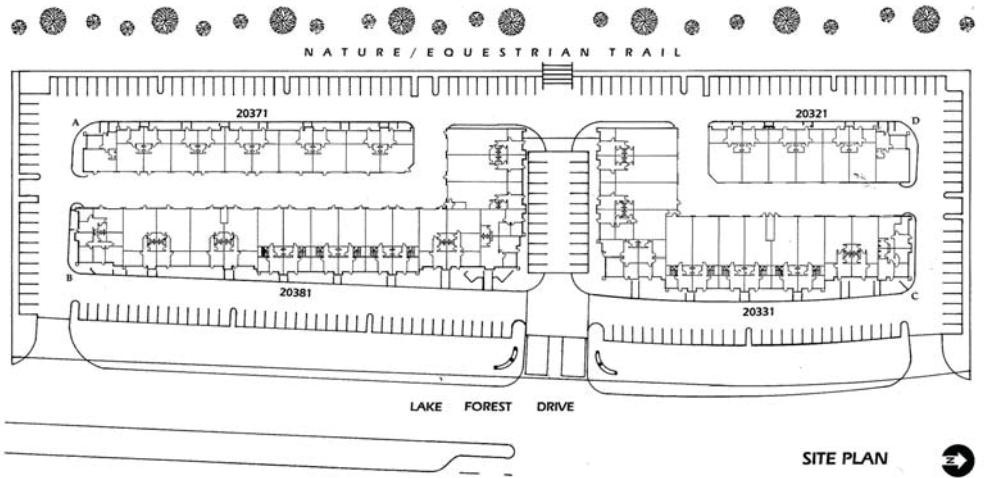 NATURE/EQUESTRIAN TRAIL
20371
20321
A
D
B
20381
20331
C
LAKE FOREST DRIVE
SITE PLAN
N